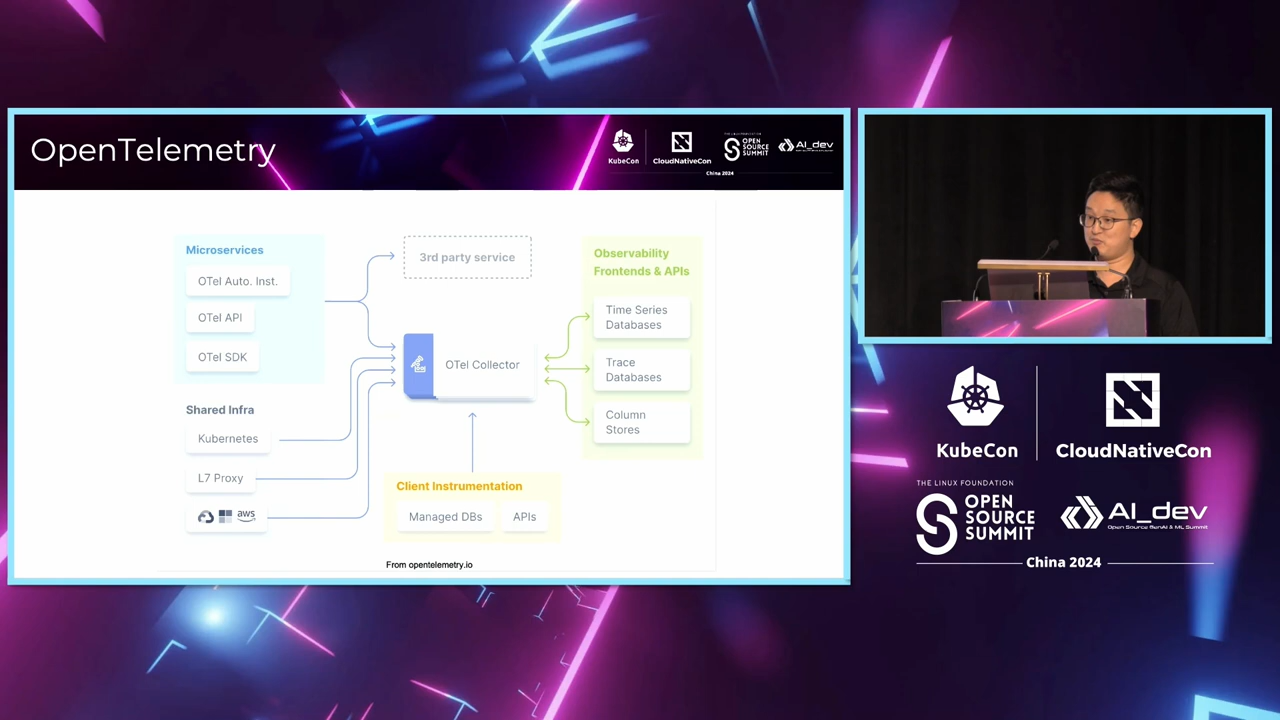 OpenTelemetry
KubeCon
CloudNativeCon
OPEN
SOURCE
SUMMIT
AI_dev
China 2024
Microservices
OTel Auto. Inst.
OTel API
OTel SDK
Shared Infra
Kubernetes
L7 Proxy
aws
3rd party service
OTel Collector
Client Instrumentation
Managed DBs
APIs
Observability
Frontends & APIs
Time Series
Databases
Trace
Databases
Column
Stores
From opentelemetry.io
KubeCon
CloudNativeCon
THE LINUX FOUNDATION
OPEN
SOURCE
SUMMIT
AI_dev
Open Source GenAI & ML Summit
China 2024